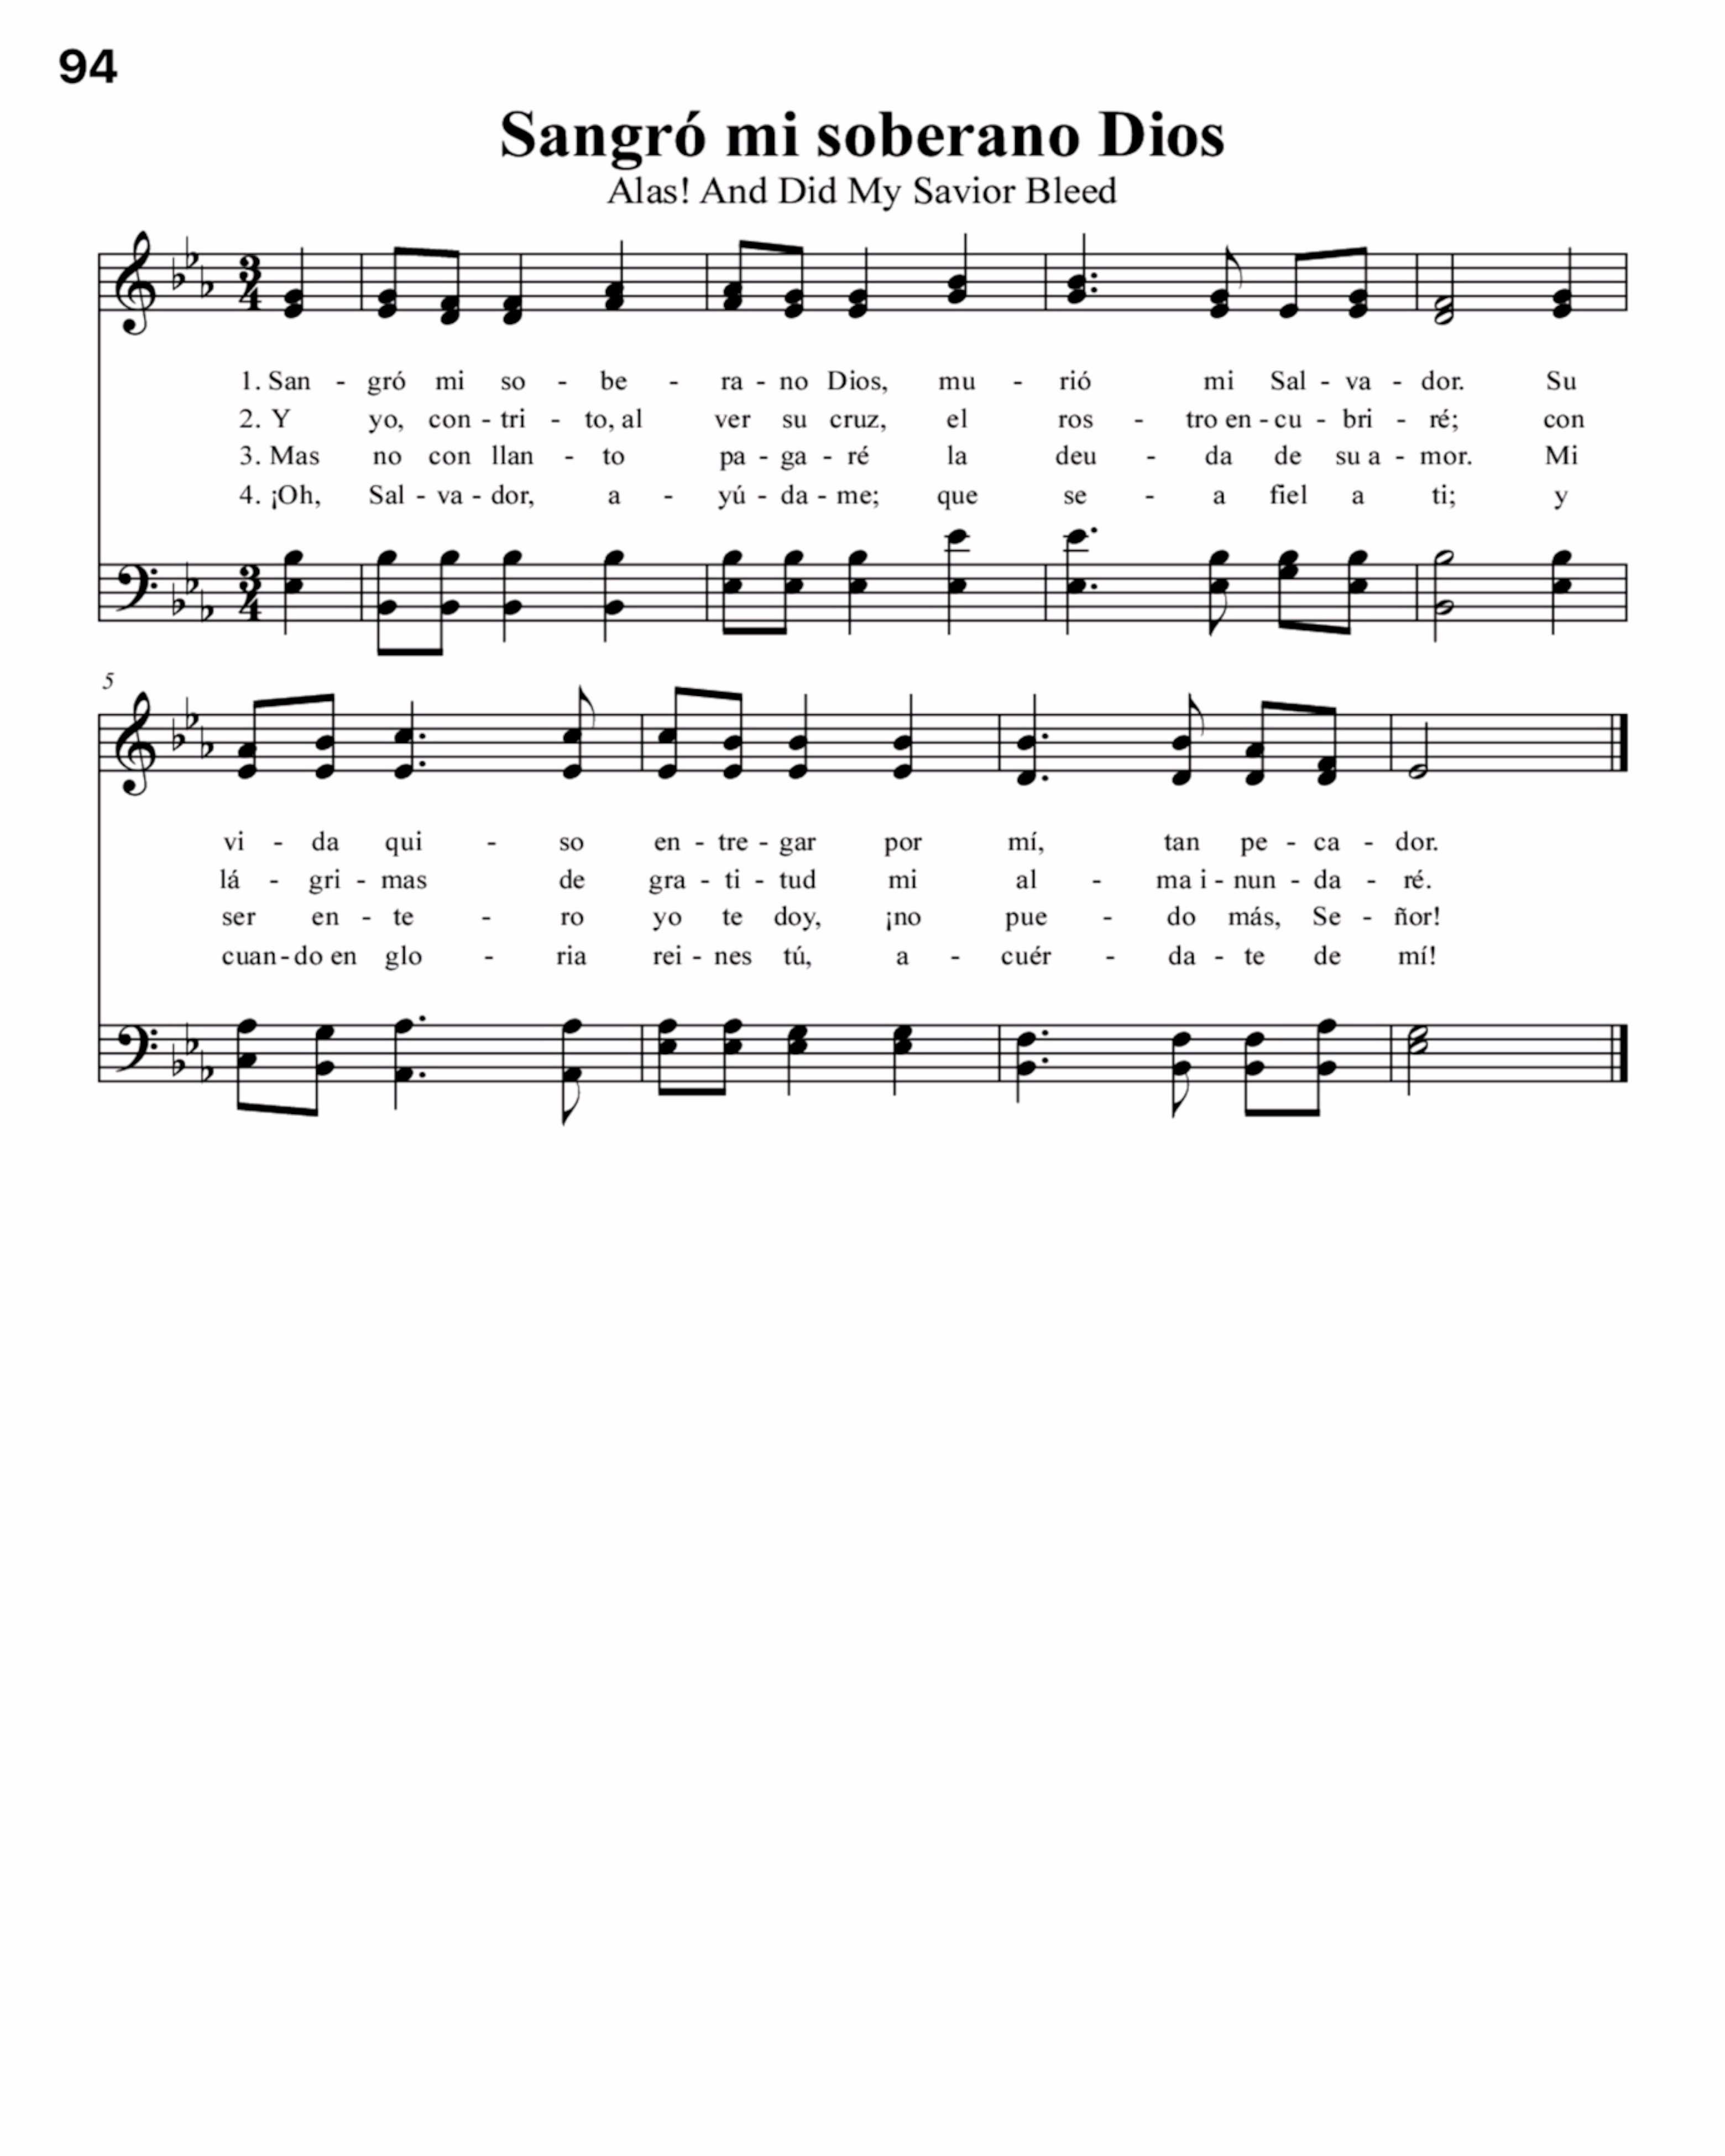 94
Sangró mi soberano Dios
Alas! And Did My Savior Bleed
1. San - gró mi so - be - ra - no Dios, mu - rió mi Sal - va - dor. Su
2. Y yo, con - tri - to, al ver su cruz, el ros - tro en - cu - bri - ré; con
3. Mas no con llan - to pa - ga - ré la deu - da de su a - mor. Mi
4. ¡Oh, Sal - va - dor, a - yú - da - me; que se - a fiel a ti; y
5
vi - da qui - so en - tre - gar por mí, tan pe - ca - dor.
lá - gri - mas de gra - ti - tud mi al - ma i - nun - da - ré.
ser en - te - ro yo te doy, ¡no pue - do más, Se - ñor!
cuan - do en glo - ria rei - nes tú, a - cuér - da - te de mí!